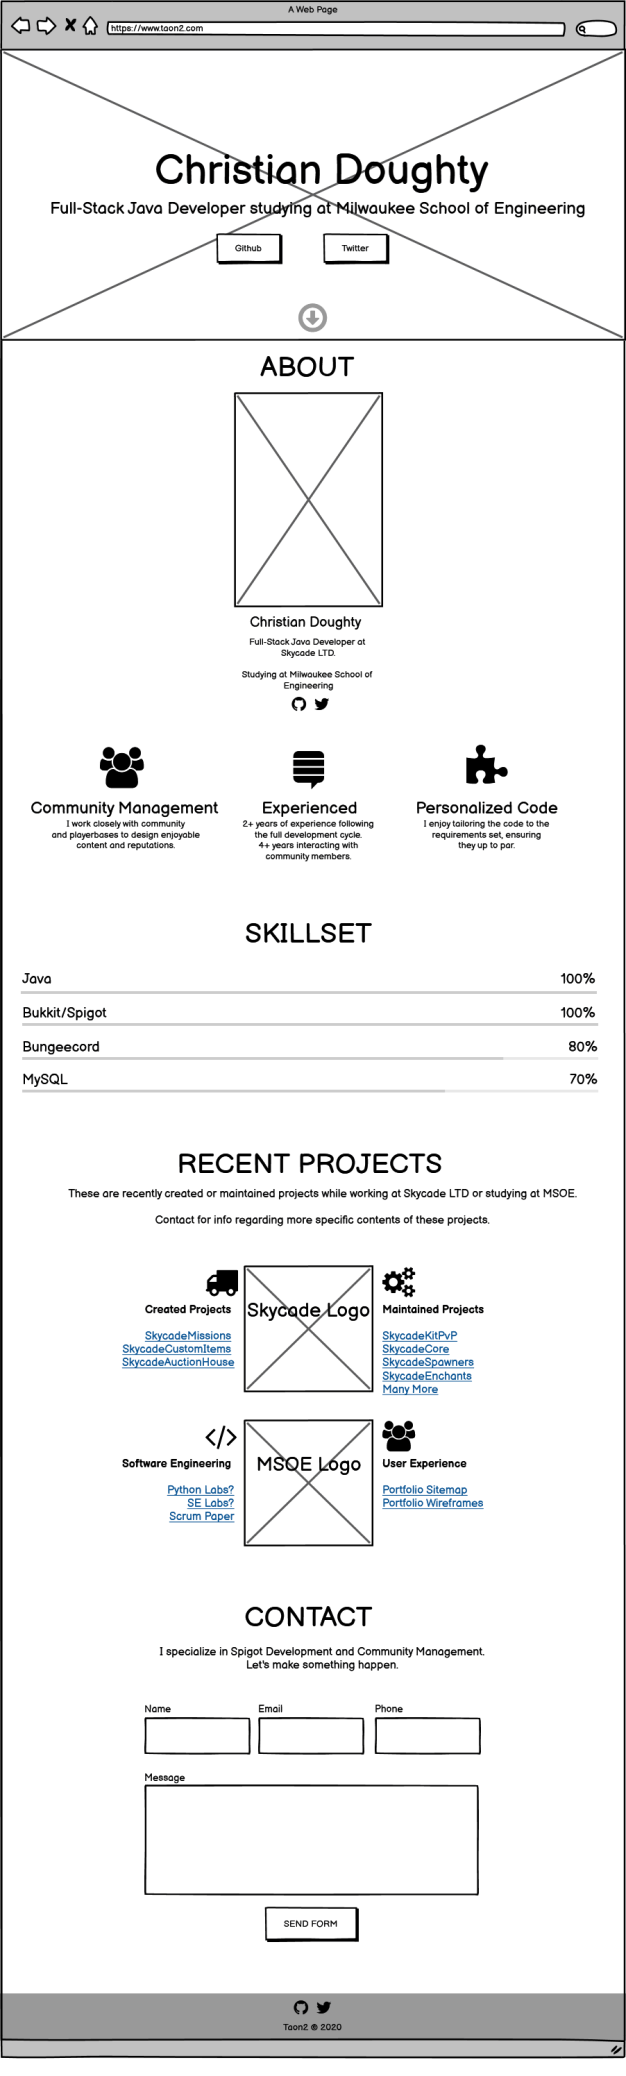 A Web Page
https://www.taon2.com
Christian Doughty
Full-Stack Java Developer studying at Milwaukee School of Engineering
Github
Twitter
ABOUT
Christian Doughty
Full-Stack Java Developer at
Skycade LTD.
Studying at Milwaukee School of
Engineering
Community Management
I work closely with community
and playerbases to design enjoyable
content and reputations.
Experienced
2+ years of experience following
the full development cycle.
4+ years interacting with
community members.
Personalized Code
I enjoy tailoring the code to the
requirements set, ensuring
they up to par.
SKILLSET
Java 100%
Bukkit/Spigot 100%
Bungeecord 80%
MySQL 70%
RECENT PROJECTS
These are recently created or maintained projects while working at Skycade LTD or studying at MSOE.
Contact for info regarding more specific contents of these projects.
Created Projects
SkycadeMissions
SkycadeCustomItems
SkycadeAuctionHouse
Skycade Logo
Maintained Projects
SkycadeKitPvP
SkycadeCore
SkycadeSpawners
SkycadeEnchants
Many More
Software Engineering
Python Labs?
SE Labs?
Scrum Paper
MSOE Logo
User Experience
Portfolio Sitemap
Portfolio Wireframes
CONTACT
I specialize in Spigot Development and Community Management.
Let's make something happen.
Name
Email
Phone
Message
SEND FORM
Taon2 ® 2020